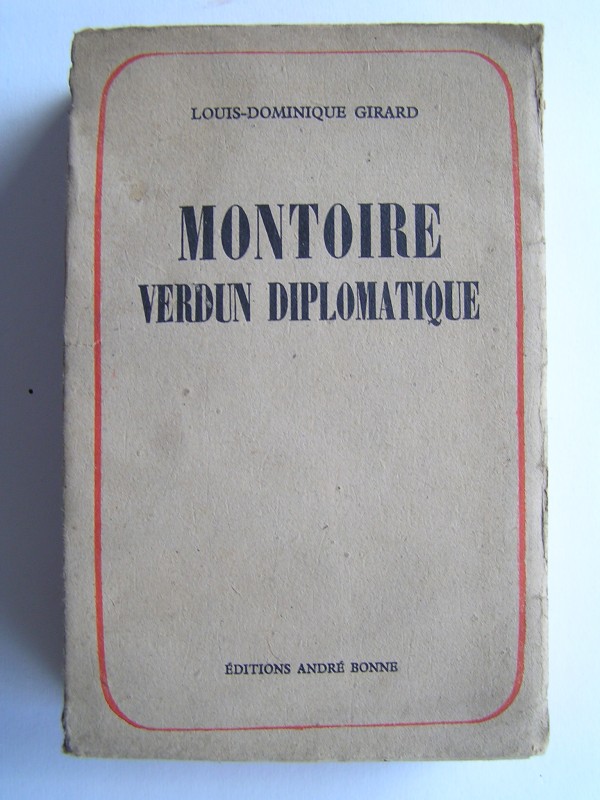 LOUIS-DOMINIQUE GIRARD
MONTOIRE
VERDUN DIPLOMATIQUE
ÉDITIONS ANDRÉ BONNE